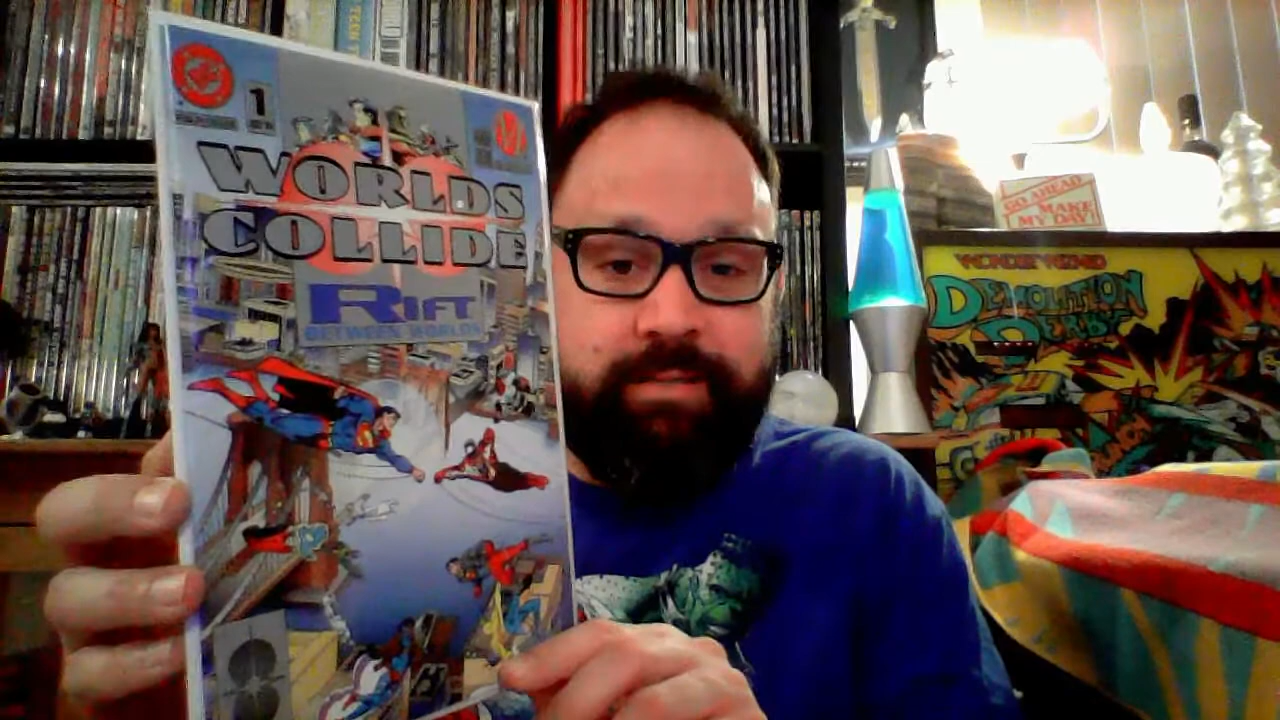 1
WORLDS
COLLIDE
RIFT
BETWEEN WORLDS
GO AHEAD
MAKE
MY DAY!
DEMOLITION
DERBY